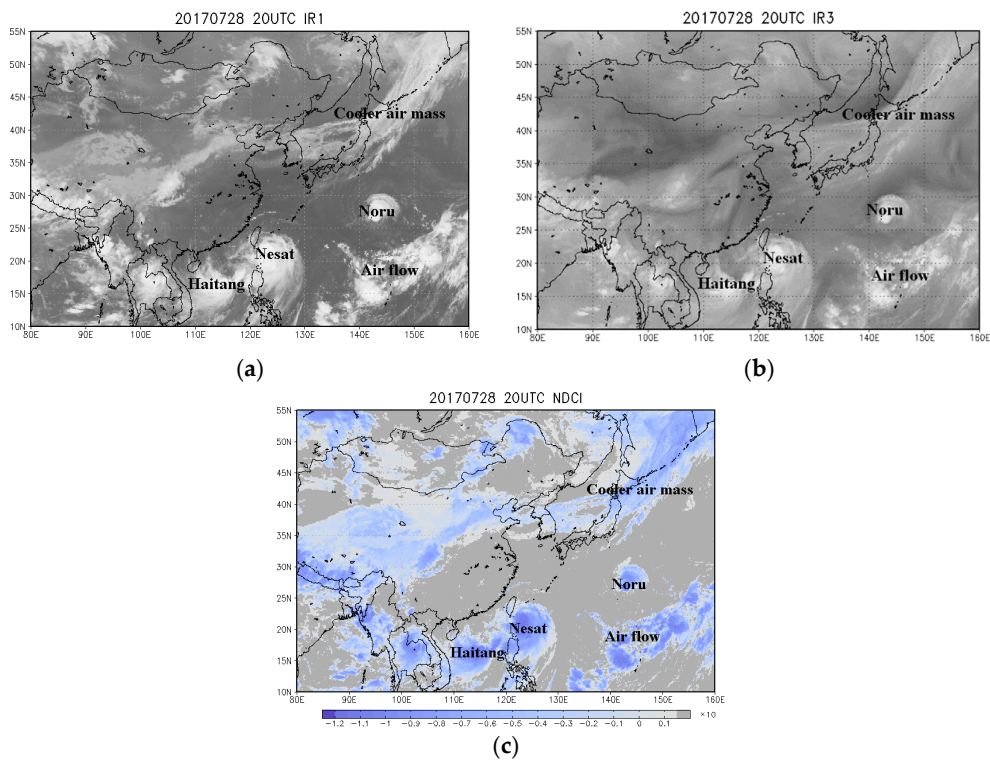 20170728 20UTC IR1
55N
50N
45N
40N
35N
30N
25N
20N
15N
10N
80E 90E 100E 110E 120E 130E 140E 150E 160E
Cooler air mass
Noru
Nesat
Haitang
Air flow
(a)
20170728 20UTC IR3
55N
50N
45N
40N
35N
30N
25N
20N
15N
10N
80E 90E 100E 110E 120E 130E 140E 150E 160E
Cooler air mass
Noru
Nesat
Haitang
Air flow
(b)
20170728 20UTC NDCI
55N
50N
45N
40N
35N
30N
25N
20N
15N
10N
80E 90E 100E 110E 120E 130E 140E 150E 160E
Cooler air mass
Noru
Nesat
Haitang
Air flow
-1.2 -1.1 -1 -0.9 -0.8 -0.7 -0.6 -0.5 -0.4 -0.3 -0.2 -0.1 0 0.1 ×10
(c)